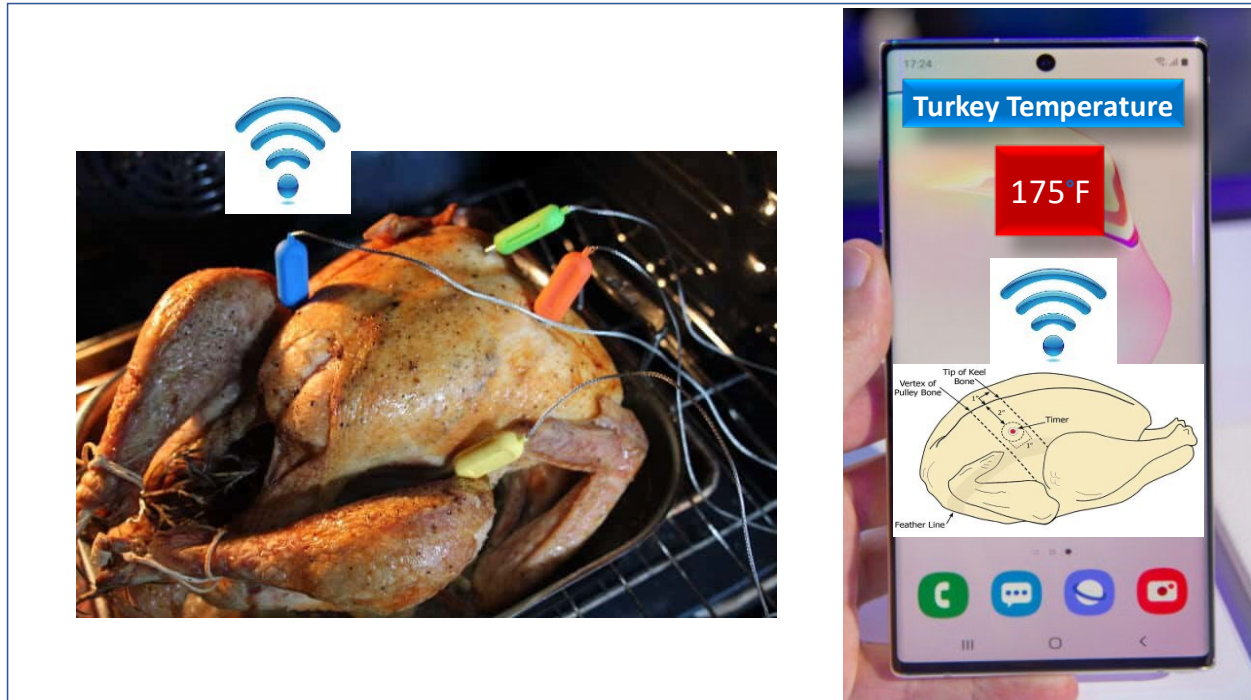 17:24
Turkey Temperature
175°F
Tip of Keel
Bone
Vertex of
Pulley Bone
1"
2"
Timer
1"
Feather Line